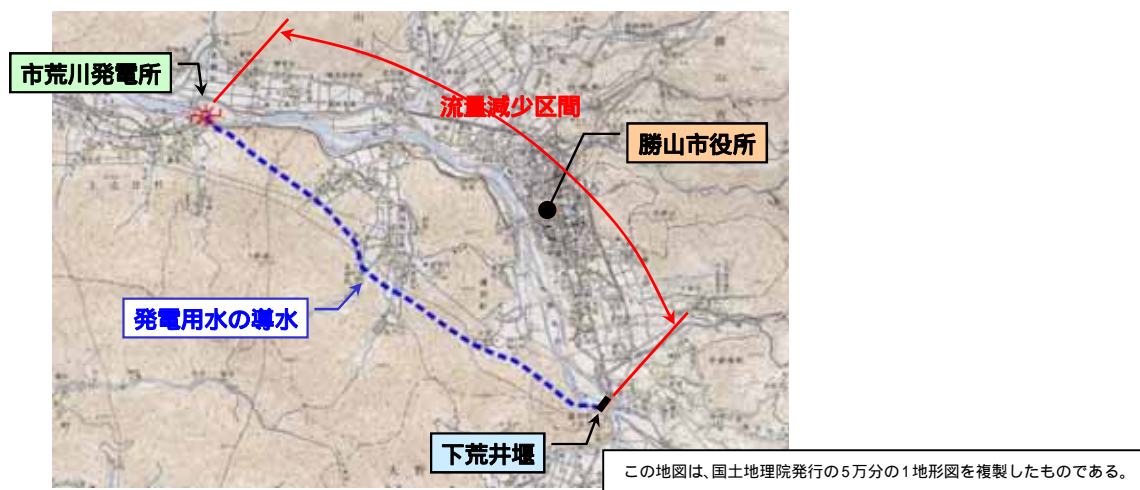 市荒川発電所
流量減少区間
勝山市役所
発電用水の導水
下荒井堰
この地図は、国土地理院発行の5万分の1地形図を複製したものである。